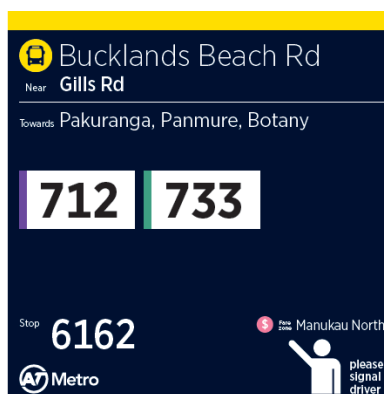 Bucklands Beach Rd
Near Gills Rd
Towards Pakuranga, Panmure, Botany
712 733
Stop 6162
$ Fare zone Manukau North
AT Metro
please
signal
driver